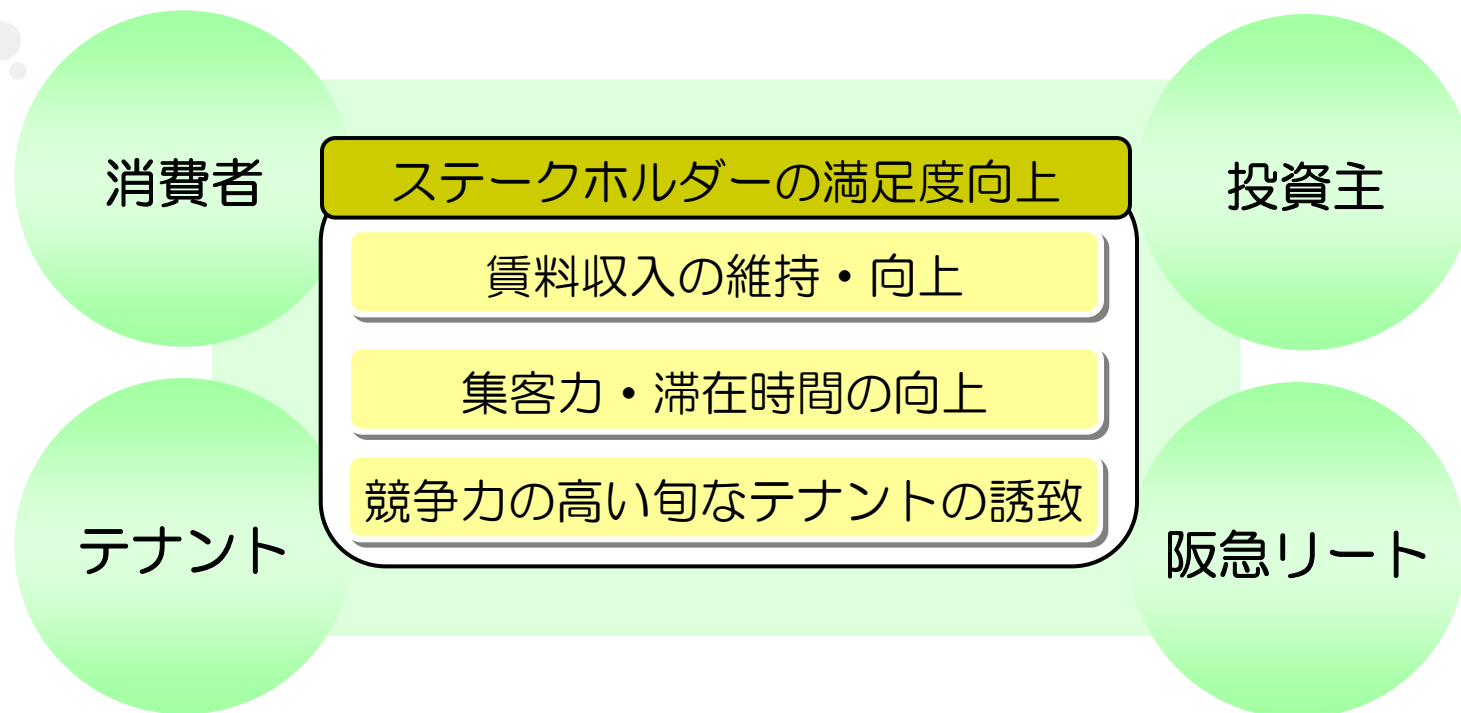 消費者
ステークホルダーの満足度向上
投資主
賃料収入の維持・向上
集客力・滞在時間の向上
競争力の高い旬なテナントの誘致
テナント
阪急リート